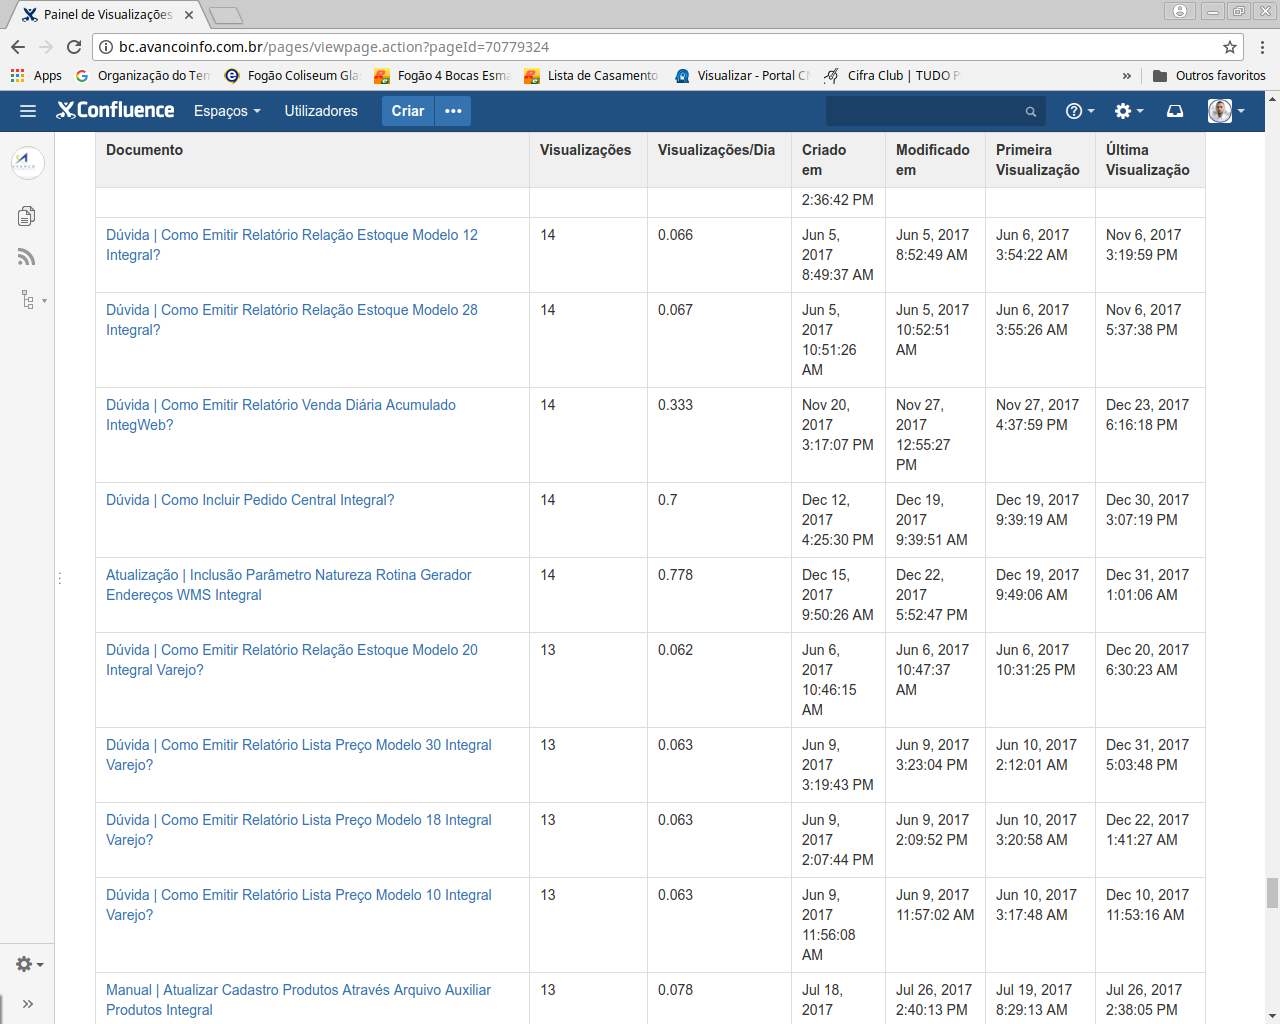 Painel de Visualizações
bc.avancoinfo.com.br/pages/viewpage.action?pageId=70779324
Apps Organização do Ter Fogão Coliseum Gla Fogão 4 Bocas Esma Lista de Casamento Visualizar - Portal Cifra Club | TUDO » Outros favoritos
Confluence Espaços Utilizadores Criar •••
Documento Visualizações Visualizações/Dia Criado em Modificado em Primeira Visualização Última Visualização
2:36:42 PM
Dúvida | Como Emitir Relatório Relação Estoque Modelo 12 14 0.066 Jun 5, Jun 5, 2017 Jun 6, 2017 Nov 6, 2017
Integral? 2017 8:52:49 AM 3:54:22 AM 3:19:59 PM
8:49:37 AM
Dúvida | Como Emitir Relatório Relação Estoque Modelo 28 14 0.067 Jun 5, Jun 5, 2017 Jun 6, 2017 Nov 6, 2017
Integral? 2017 10:52:51 3:55:26 AM 5:37:38 PM
10:51:26 AM
AM
Dúvida | Como Emitir Relatório Venda Diária Acumulado 14 0.333 Nov 20, Nov 27, Nov 27, 2017 Dec 23, 2017
IntegWeb? 2017 2017 4:37:59 PM 6:16:18 PM
3:17:07 PM 12:55:27
PM
Dúvida | Como Incluir Pedido Central Integral? 14 0.7 Dec 12, Dec 19, Dec 19, 2017 Dec 30, 2017
2017 2017 9:39:19 AM 3:07:19 PM
4:25:30 PM 9:39:51 AM
Atualização | Inclusão Parâmetro Natureza Rotina Gerador 14 0.778 Dec 15, Dec 22, Dec 19, 2017 Dec 31, 2017
Endereços WMS Integral 2017 2017 9:49:06 AM 1:01:06 AM
9:50:26 AM 5:52:47 PM
Dúvida | Como Emitir Relatório Relação Estoque Modelo 20 13 0.062 Jun 6, Jun 6, 2017 Jun 6, 2017 Dec 20, 2017
Integral Varejo? 2017 10:47:37 10:31:25 PM 6:30:23 AM
10:46:15 AM
AM
Dúvida | Como Emitir Relatório Lista Preço Modelo 30 Integral 13 0.063 Jun 9, Jun 9, 2017 Jun 10, 2017 Dec 31, 2017
Varejo? 2017 3:23:04 PM 2:12:01 AM 5:03:48 PM
3:19:43 PM
Dúvida | Como Emitir Relatório Lista Preço Modelo 18 Integral 13 0.063 Jun 9, Jun 9, 2017 Jun 10, 2017 Dec 22, 2017
Varejo? 2017 2:09:52 PM 3:20:58 AM 1:41:27 AM
2:07:44 PM
Dúvida | Como Emitir Relatório Lista Preço Modelo 10 Integral 13 0.063 Jun 9, Jun 9, 2017 Jun 10, 2017 Dec 10, 2017
Varejo? 2017 11:57:02 AM 3:17:48 AM 11:53:16 AM
11:56:08
AM
Manual | Atualizar Cadastro Produtos Através Arquivo Auxiliar 13 0.078 Jul 18, Jul 26, 2017 Jul 19, 2017 Jul 26, 2017
Produtos Integral 2017 2:40:13 PM 8:29:13 AM 2:38:05 PM